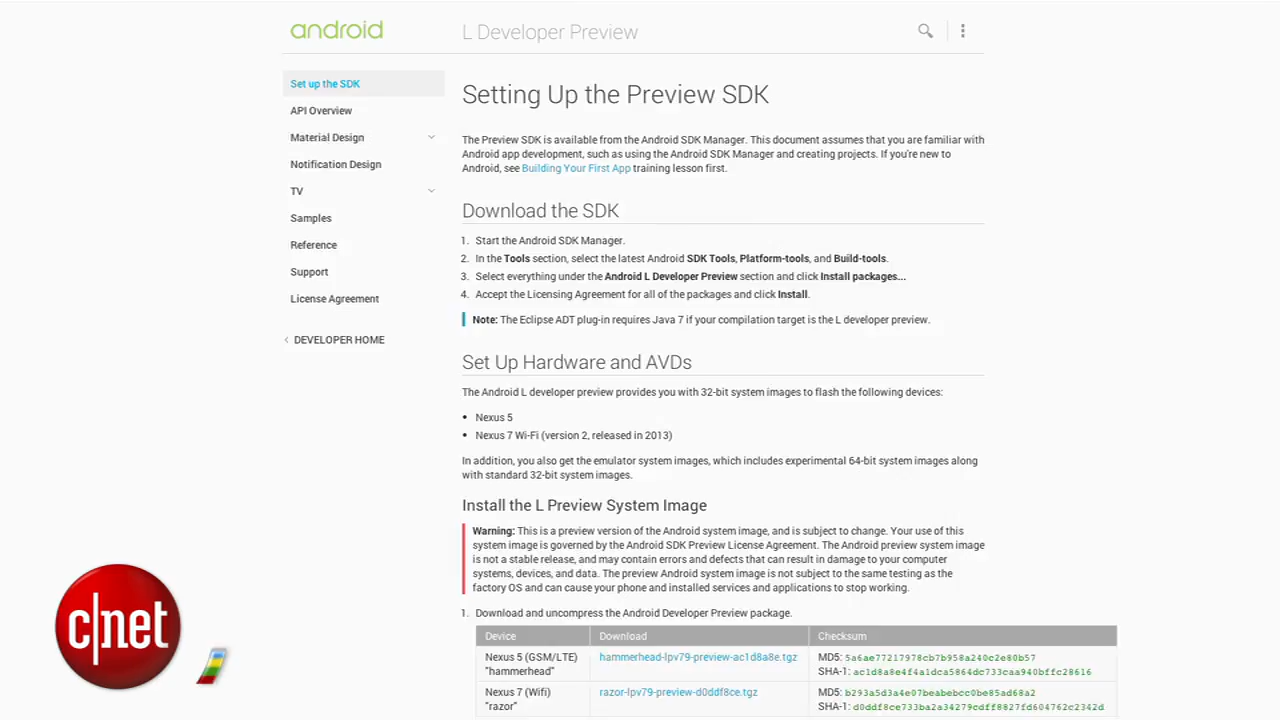 android
L Developer Preview
Set up the SDK
API Overview
Material Design
Notification Design
TV
Samples
Reference
Support
License Agreement
DEVELOPER HOME
Setting Up the Preview SDK
The Preview SDK is available from the Android SDK Manager. This document assumes that you are familiar with
Android app development, such as using the Android SDK Manager and creating projects. If you're new to
Android, see Building Your First App training lesson first.
Download the SDK
1. Start the Android SDK Manager.
2. In the Tools section, select the latest Android SDK Tools, Platform-tools, and Build-tools.
3. Select everything under the Android L Developer Preview section and click Install packages...
4. Accept the Licensing Agreement for all of the packages and click Install.
Note: The Eclipse ADT plug-in requires Java 7 if your compilation target is the L developer preview.
Set Up Hardware and AVDs
The Android L developer preview provides you with 32-bit system images to flash the following devices:
• Nexus 5
• Nexus 7 Wi-Fi (version 2, released in 2013)
In addition, you also get the emulator system images, which includes experimental 64-bit system images along
with standard 32-bit system images.
Install the L Preview System Image
Warning: This is a preview version of the Android system image, and is subject to change. Your use of this
system image is governed by the Android SDK Preview License Agreement. The Android preview system image
is not a stable release, and may contain errors and defects that can result in damage to your computer
systems, devices, and data. The preview Android system image is not subject to the same testing as the
factory OS and can cause your phone and installed services and applications to stop working.
1. Download and uncompress the Android Developer Preview package.
Device Download Checksum
Nexus 5 (GSM/LTE) hammerhead-lpv79-preview-ac1d8a8e.tgz MD5: 5a6ae77217978cb7b958a240c2e80b57
"hammerhead" SHA-1: ac1d8a8e4f4a1dca5864dc733caa940bffc28616
Nexus 7 (Wifi) razor-lpv79-preview-d0ddf8ce.tgz MD5: b293a5d3a4e07beabebcc0be85ad68a2
"razor" SHA-1: d0ddf8ce733ba2a34279cdff8827fd604762c2342d
c|net